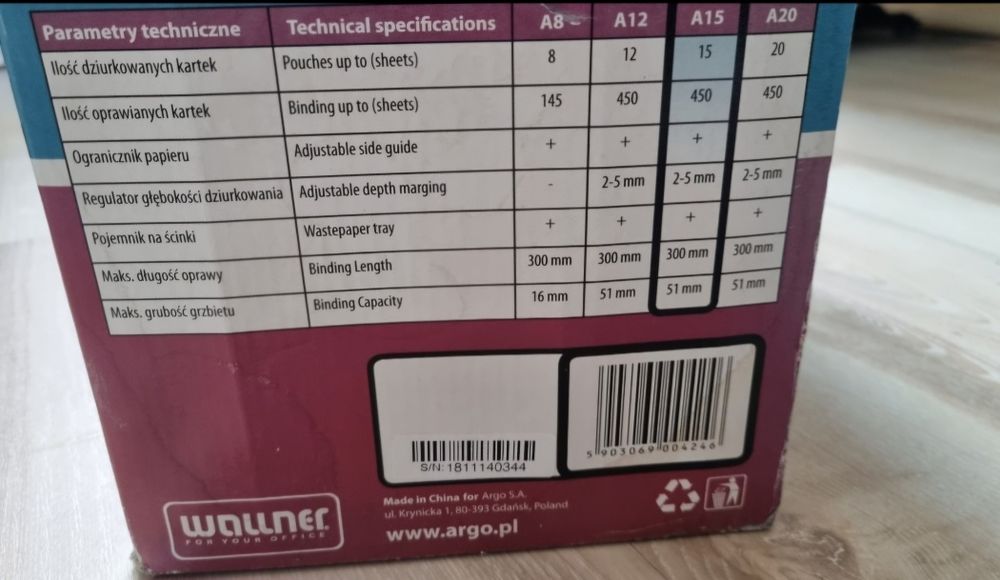 Parametry techniczne Technical specifications A8 A12 A15 A20
Ilość dziurkowanych kartek Pouches up to (sheets) 8 12 15 20
Ilość oprawianych kartek Binding up to (sheets) 145 450 450 450
Ogranicznik papieru Adjustable side guide + + + +
Regulator głębokości dziurkowania Adjustable depth marging - 2-5 mm 2-5 mm 2-5 mm
Pojemnik na ścinki Wastepaper tray + + + +
Maks. długość oprawy Binding Length 300 mm 300 mm 300 mm 300 mm
Maks. grubość grzbietu Binding Capacity 16 mm 51 mm 51 mm 51 mm
S/N: 1811140344
5 903069 004246
Made in China for Argo S.A.
ul. Krynicka 1, 80-393 Gdańsk, Poland
www.argo.pl
wallner
FOR YOUR OFFICE